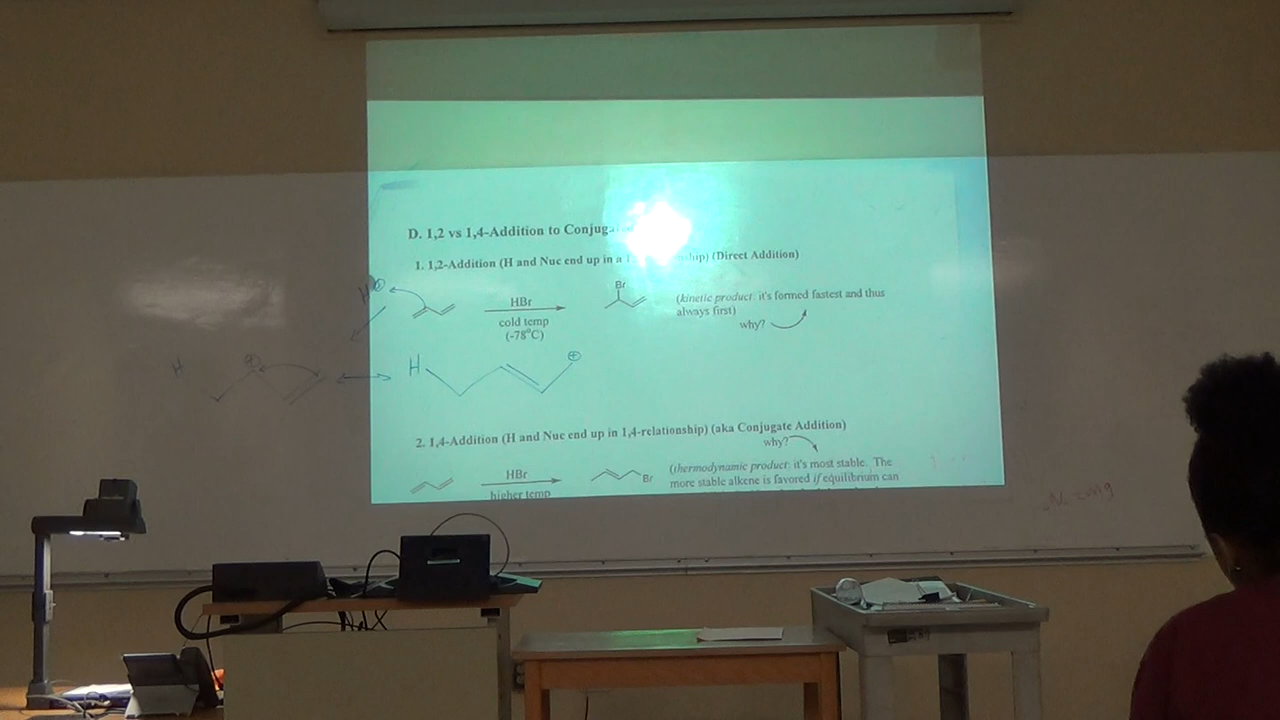 D. 1,2 vs 1,4-Addition to
1. 1,2-Addition (H and Nuc end up in a (Direct Addition)
Br
H ⊕
HBr
cold temp
(-78°C)
(kinetic product: it's formed fastest and thus
always first)
why?
H
⊕
H
⊕
2. 1,4-Addition (H and Nuc end up in 1,4-relationship) (aka Conjugate Addition)
why?
HBr
higher temp
Br
(thermodynamic product: it's most stable. The
more stable alkene is favored if equilibrium can